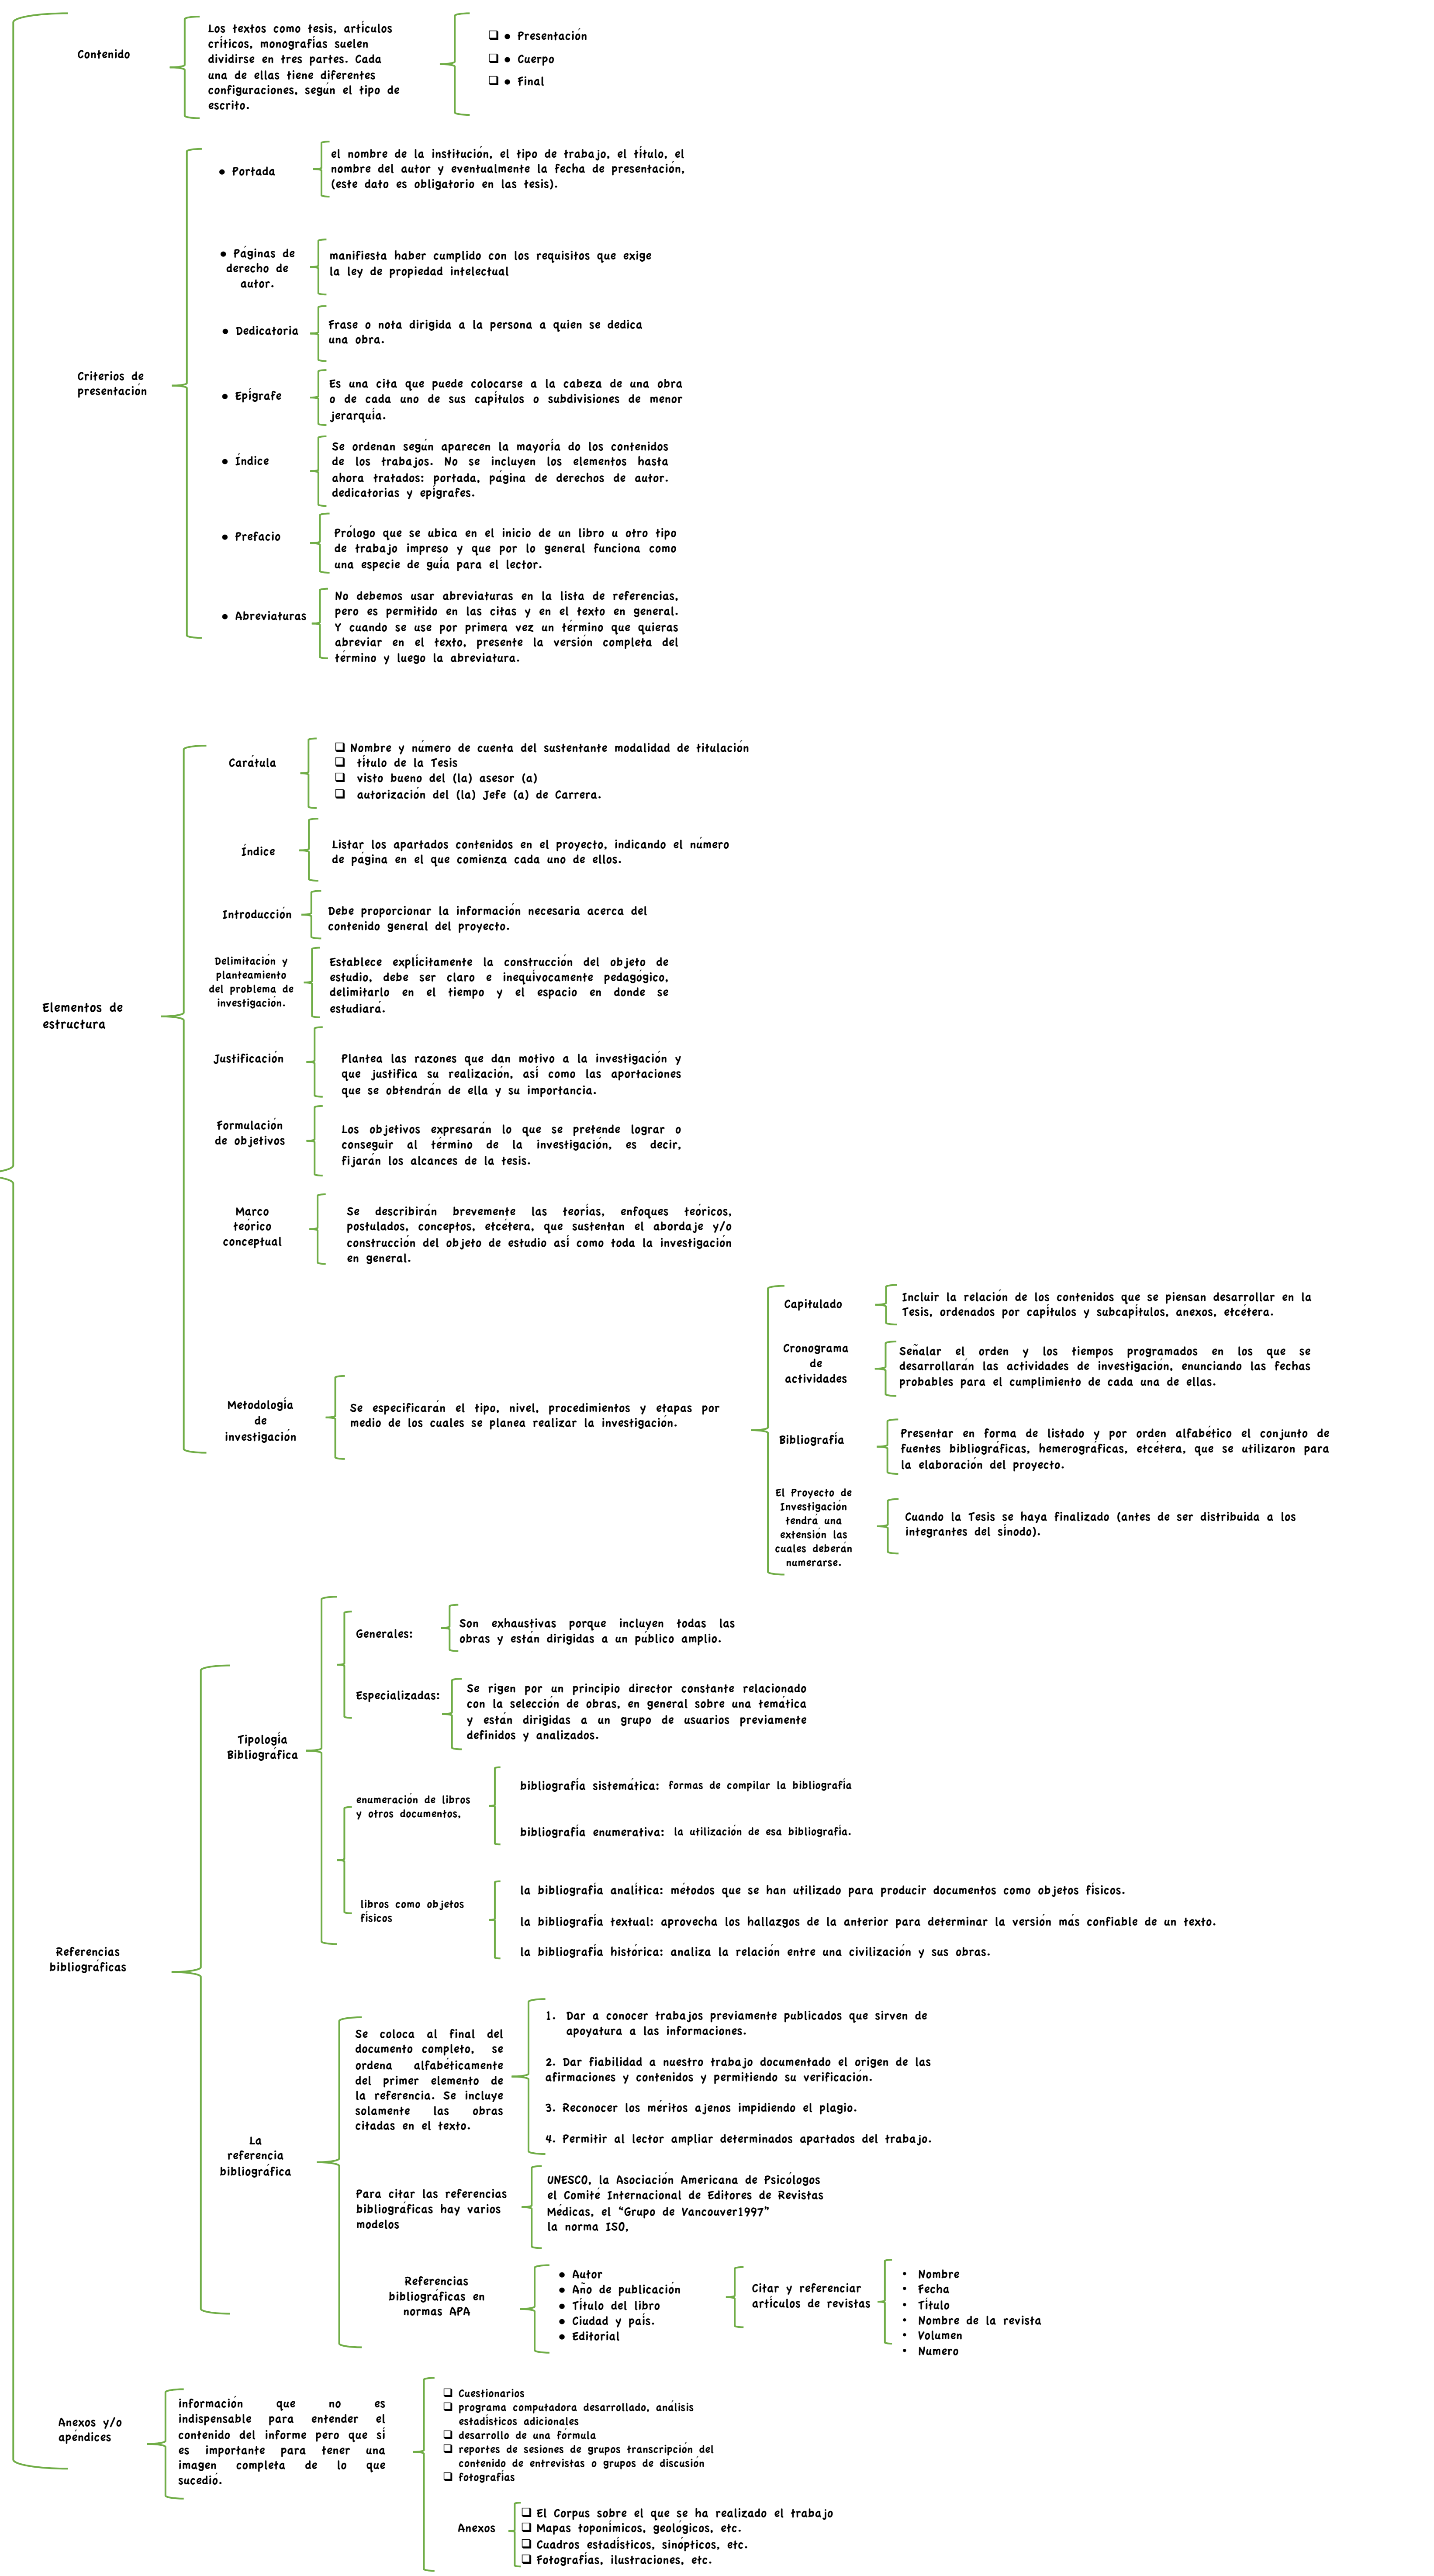 Contenido
Los textos como tesis, artículos
críticos, monografías suelen
dividirse en tres partes. Cada
una de ellas tiene diferentes
configuraciones, según el tipo de
escrito.
❑ ● Presentación
❑ ● Cuerpo
❑ ● Final
Criterios de
presentación
● Portada
el nombre de la institución, el tipo de trabajo, el título, el
nombre del autor y eventualmente la fecha de presentación,
(este dato es obligatorio en las tesis).
● Páginas de
derecho de
autor.
manifiesta haber cumplido con los requisitos que exige
la ley de propiedad intelectual
● Dedicatoria
Frase o nota dirigida a la persona a quien se dedica
una obra.
● Epígrafe
Es una cita que puede colocarse a la cabeza de una obra
o de cada uno de sus capítulos o subdivisiones de menor
jerarquía.
● Índice
Se ordenan según aparecen la mayoría do los contenidos
de los trabajos. No se incluyen los elementos hasta
ahora tratados: portada, página de derechos de autor.
dedicatorias y epígrafes.
● Prefacio
Prólogo que se ubica en el inicio de un libro u otro tipo
de trabajo impreso y que por lo general funciona como
una especie de guía para el lector.
● Abreviaturas
No debemos usar abreviaturas en la lista de referencias,
pero es permitido en las citas y en el texto en general.
Y cuando se use por primera vez un término que quieras
abreviar en el texto, presente la versión completa del
término y luego la abreviatura.
Elementos de
estructura
Carátula
❑ Nombre y número de cuenta del sustentante modalidad de titulación
❑ título de la Tesis
❑ visto bueno del (la) asesor (a)
❑ autorización del (la) Jefe (a) de Carrera.
Índice
Listar los apartados contenidos en el proyecto, indicando el número
de página en el que comienza cada uno de ellos.
Introducción
Debe proporcionar la información necesaria acerca del
contenido general del proyecto.
Delimitación y
planteamiento
del problema de
investigación.
Establece explícitamente la construcción del objeto de
estudio, debe ser claro e inequívocamente pedagógico,
delimitarlo en el tiempo y el espacio en donde se
estudiará.
Justificación
Plantea las razones que dan motivo a la investigación y
que justifica su realización, así como las aportaciones
que se obtendrán de ella y su importancia.
Formulación
de objetivos
Los objetivos expresarán lo que se pretende lograr o
conseguir al término de la investigación, es decir,
fijarán los alcances de la tesis.
Marco
teórico
conceptual
Se describirán brevemente las teorías, enfoques teóricos,
postulados, conceptos, etcétera, que sustentan el abordaje y/o
construcción del objeto de estudio así como toda la investigación
en general.
Metodología
de
investigación
Se especificarán el tipo, nivel, procedimientos y etapas por
medio de los cuales se planea realizar la investigación.
Capitulado
Incluir la relación de los contenidos que se piensan desarrollar en la
Tesis, ordenados por capítulos y subcapítulos, anexos, etcétera.
Cronograma
de
actividades
Señalar el orden y los tiempos programados en los que se
desarrollarán las actividades de investigación, enunciando las fechas
probables para el cumplimiento de cada una de ellas.
Bibliografía
Presentar en forma de listado y por orden alfabético el conjunto de
fuentes bibliográficas, hemerográficas, etcétera, que se utilizaron para
la elaboración del proyecto.
El Proyecto de
Investigación
tendrá una
extensión las
cuales deberán
numerarse.
Cuando la Tesis se haya finalizado (antes de ser distribuida a los
integrantes del sínodo).
Referencias
bibliográficas
Tipología
Bibliográfica
Generales:
Son exhaustivas porque incluyen todas las
obras y están dirigidas a un público amplio.
Especializadas:
Se rigen por un principio director constante relacionado
con la selección de obras, en general sobre una temática
y están dirigidas a un grupo de usuarios previamente
definidos y analizados.
enumeración de libros
y otros documentos,
bibliografía sistemática: formas de compilar la bibliografía
bibliografía enumerativa: la utilización de esa bibliografía.
libros como objetos
físicos
la bibliografía analítica: métodos que se han utilizado para producir documentos como objetos físicos.
la bibliografía textual: aprovecha los hallazgos de la anterior para determinar la versión más confiable de un texto.
la bibliografía histórica: analiza la relación entre una civilización y sus obras.
La
referencia
bibliográfica
Se coloca al final del
documento completo, se
ordena alfabéticamente
del primer elemento de
la referencia. Se incluye
solamente las obras
citadas en el texto.
1. Dar a conocer trabajos previamente publicados que sirven de
apoyatura a las informaciones.
2. Dar fiabilidad a nuestro trabajo documentado el origen de las
afirmaciones y contenidos y permitiendo su verificación.
3. Reconocer los méritos ajenos impidiendo el plagio.
4. Permitir al lector ampliar determinados apartados del trabajo.
Para citar las referencias
bibliográficas hay varios
modelos
UNESCO, la Asociación Americana de Psicólogos
el Comité Internacional de Editores de Revistas
Médicas, el “Grupo de Vancouver1997”
la norma ISO,
Referencias
bibliográficas en
normas APA
● Autor
● Año de publicación
● Título del libro
● Ciudad y país.
● Editorial
Citar y referenciar
artículos de revistas
• Nombre
• Fecha
• Título
• Nombre de la revista
• Volumen
• Numero
Anexos y/o
apéndices
información que no es
indispensable para entender el
contenido del informe pero que sí
es importante para tener una
imagen completa de lo que
sucedió.
❑ Cuestionarios
❑ programa computadora desarrollado, análisis
estadísticos adicionales
❑ desarrollo de una fórmula
❑ reportes de sesiones de grupos transcripción del
contenido de entrevistas o grupos de discusión
❑ fotografías
Anexos
❑ El Corpus sobre el que se ha realizado el trabajo
❑ Mapas toponímicos, geológicos, etc.
❑ Cuadros estadísticos, sinópticos, etc.
❑ Fotografías, ilustraciones, etc.